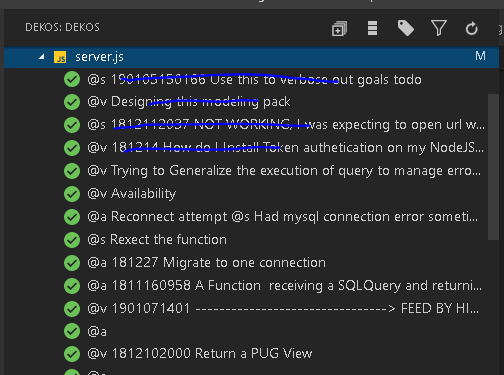 DEKOS: DEKOS
JS server.js M
@s 190105150166 Use this to verbose out goals todo
@v Designing this modeling pack
@s 1812112037 NOT WORKING, I was expecting to open url w...
@v 181214 How do I Install Token authetication on my NodeJS...
@v Trying to Generalize the execution of query to manage erro...
@v Availability
@a Reconnect attempt @s Had mysql connection error someti...
@s Rexect the function
@a 181227 Migrate to one connection
@a 1811160958 A Function receiving a SQLQuery and returni...
@v 1901071401 --------------------------------> FEED BY HI...
@a
@v 1812102000 Return a PUG View